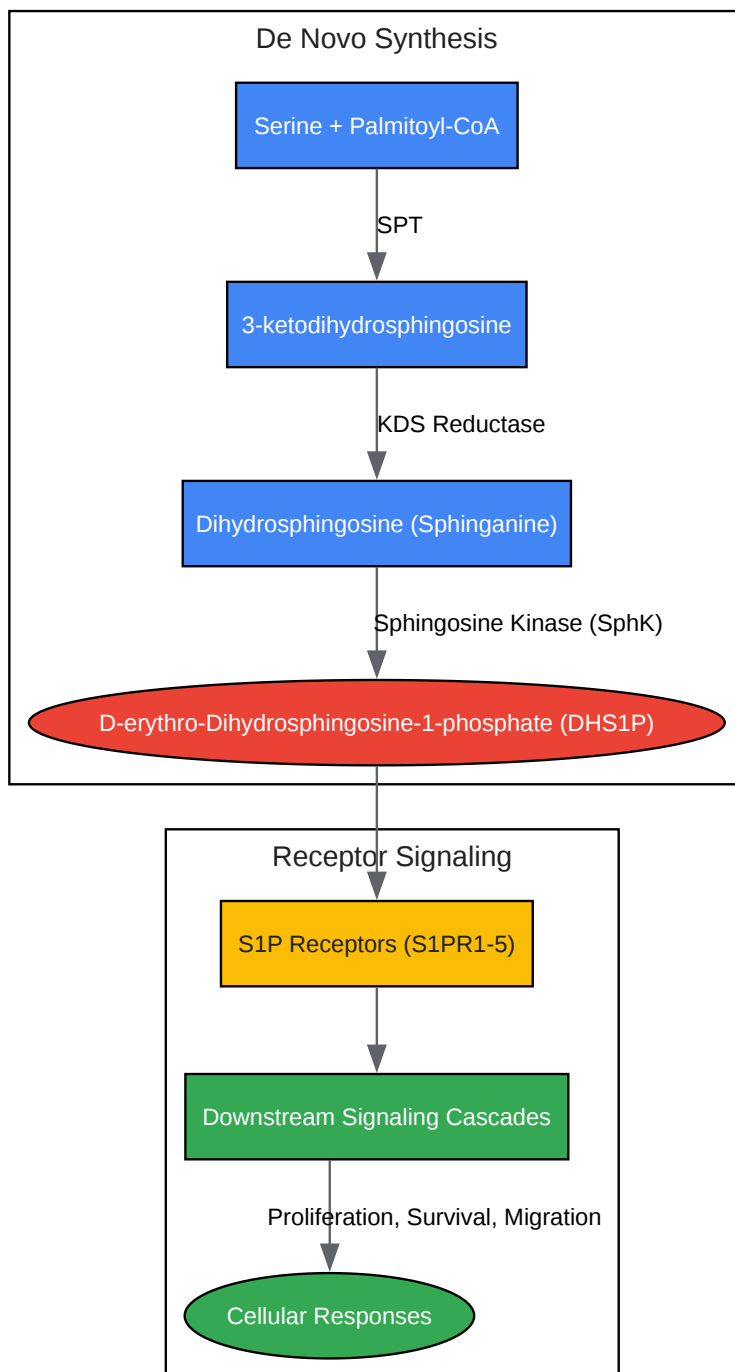 De Novo Synthesis
Serine + Palmitoyl-CoA
SPT
3-ketodihydrosphingosine
KDS Reductase
Dihydrosphingosine (Sphinganine)
Sphingosine Kinase (SphK)
D-erythro-Dihydrosphingosine-1-phosphate (DHS1P)
Receptor Signaling
S1P Receptors (S1PR1-5)
Downstream Signaling Cascades
Proliferation, Survival, Migration
Cellular Responses